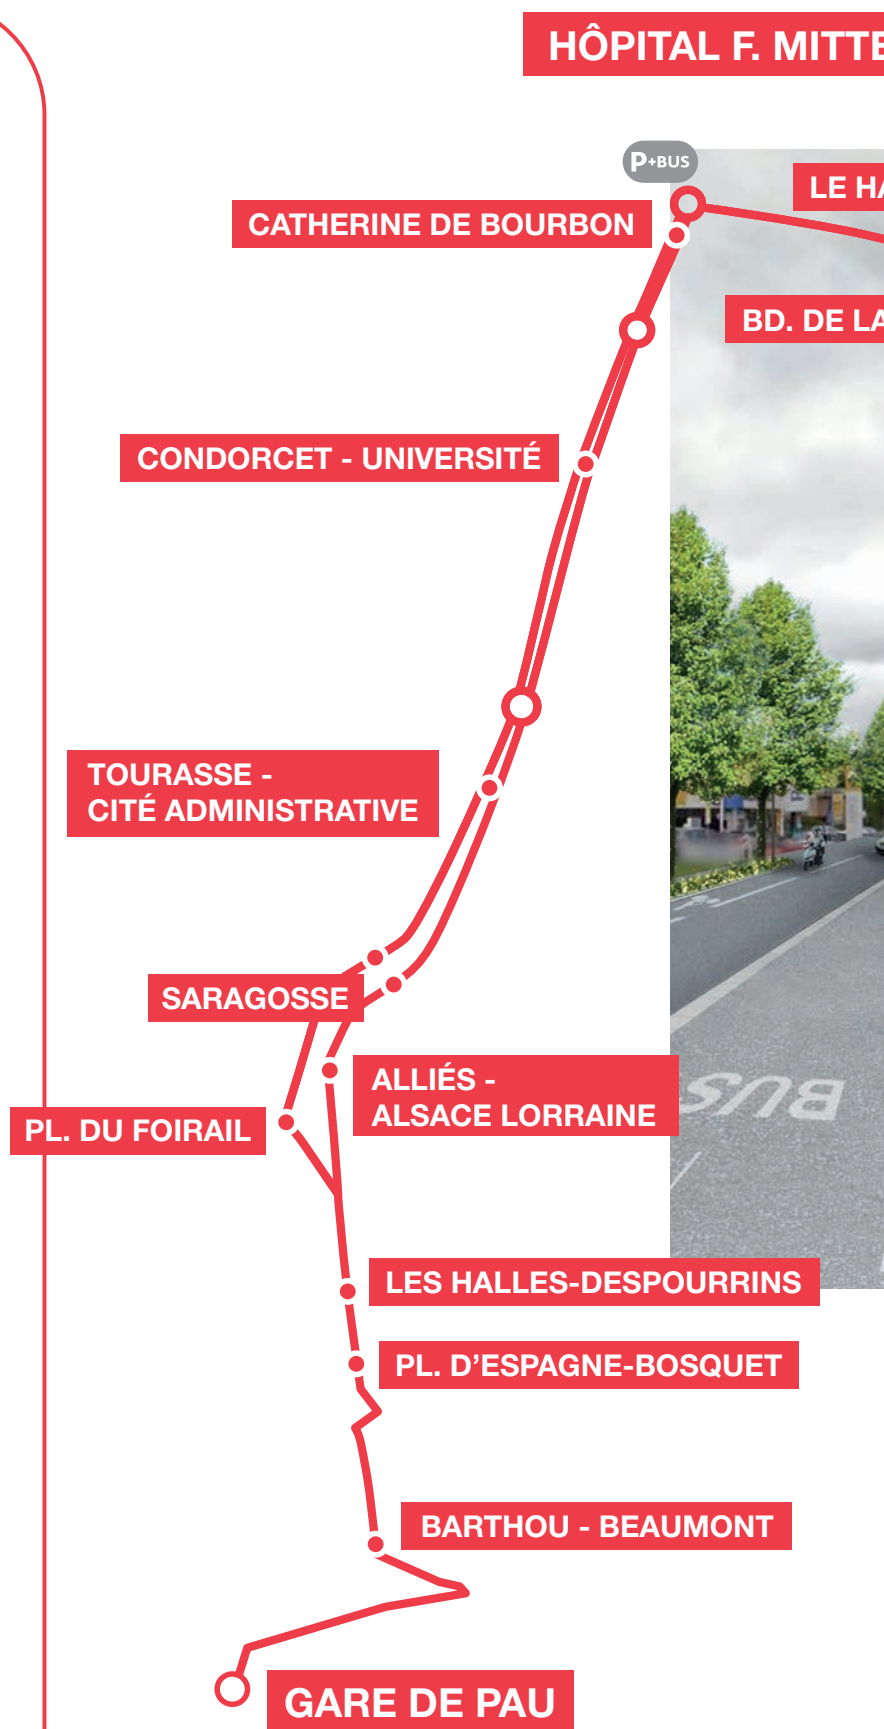 HÔPITAL F.
P+BUS
LE
CATHERINE DE BOURBON
BD. DE LA
CONDORCET - UNIVERSITÉ
TOURASSE -
CITÉ ADMINISTRATIVE
SARAGOSSE
ALLIÉS -
ALSACE LORRAINE
BUS
PL. DU FOIRAIL
LES HALLES-DESPOURRINS
PL. D'ESPAGNE-BOSQUET
BARTHOU - BEAUMONT
GARE DE PAU